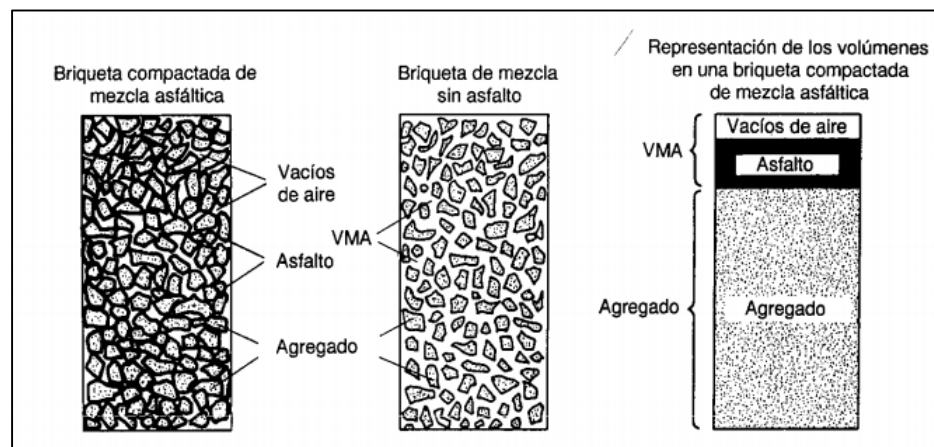 Briqueta compactada de
mezcla asfáltica
Vacíos
de aire
Asfalto
Agregado
Briqueta de mezcla
sin asfalto
VMA
Representación de los volúmenes
en una briqueta compactada
de mezcla asfáltica
VMA
Vacíos de aire
Asfalto
Agregado
Agregado